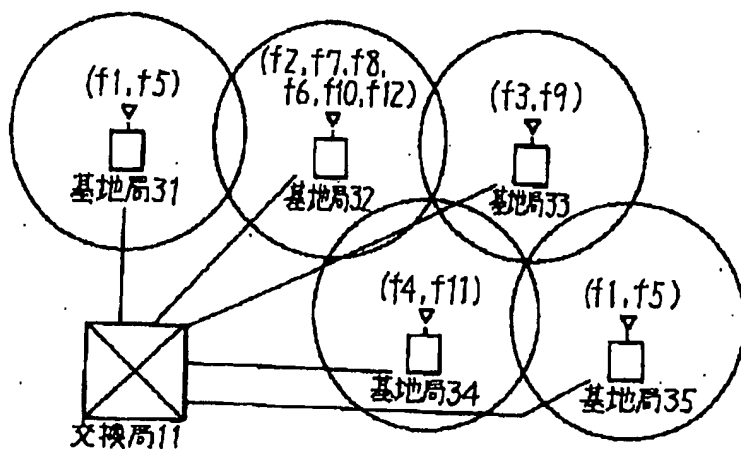 (f1,f5)
基地局31
(f2,f7,f8,
f6,f10,f12)
基地局32
(f3,f9)
基地局33
(f4,f11)
基地局34
(f1,f5)
基地局35
交換局11